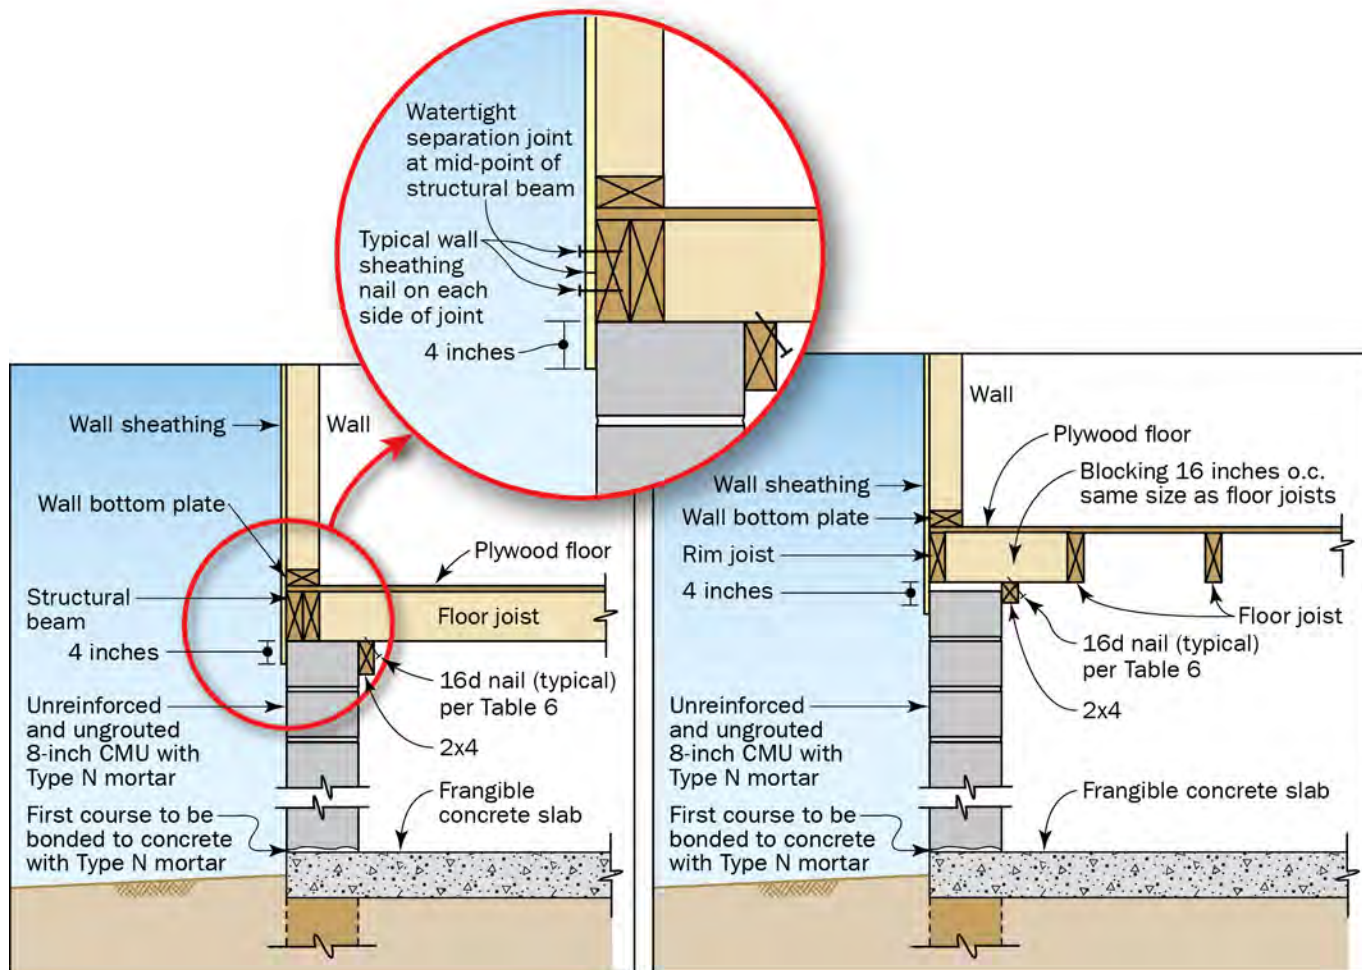 Watertight
separation joint
at mid-point of
structural beam
Typical wall
sheathing
nail on each
side of joint
4 inches
Wall sheathing
Wall
Wall bottom plate
Plywood floor
Structural
beam
Floor joist
4 inches
16d nail (typical)
per Table 6
Unreinforced
and ungrouted
8-inch CMU with
Type N mortar
2x4
Frangible
concrete slab
First course to be
bonded to concrete
with Type N mortar
Wall
Plywood floor
Wall sheathing
Blocking 16 inches o.c.
same size as floor joists
Wall bottom plate
Rim joist
4 inches
Floor joist
16d nail (typical)
per Table 6
Unreinforced
and ungrouted
8-inch CMU with
Type N mortar
2x4
Frangible concrete slab
First course to be
bonded to concrete
with Type N mortar